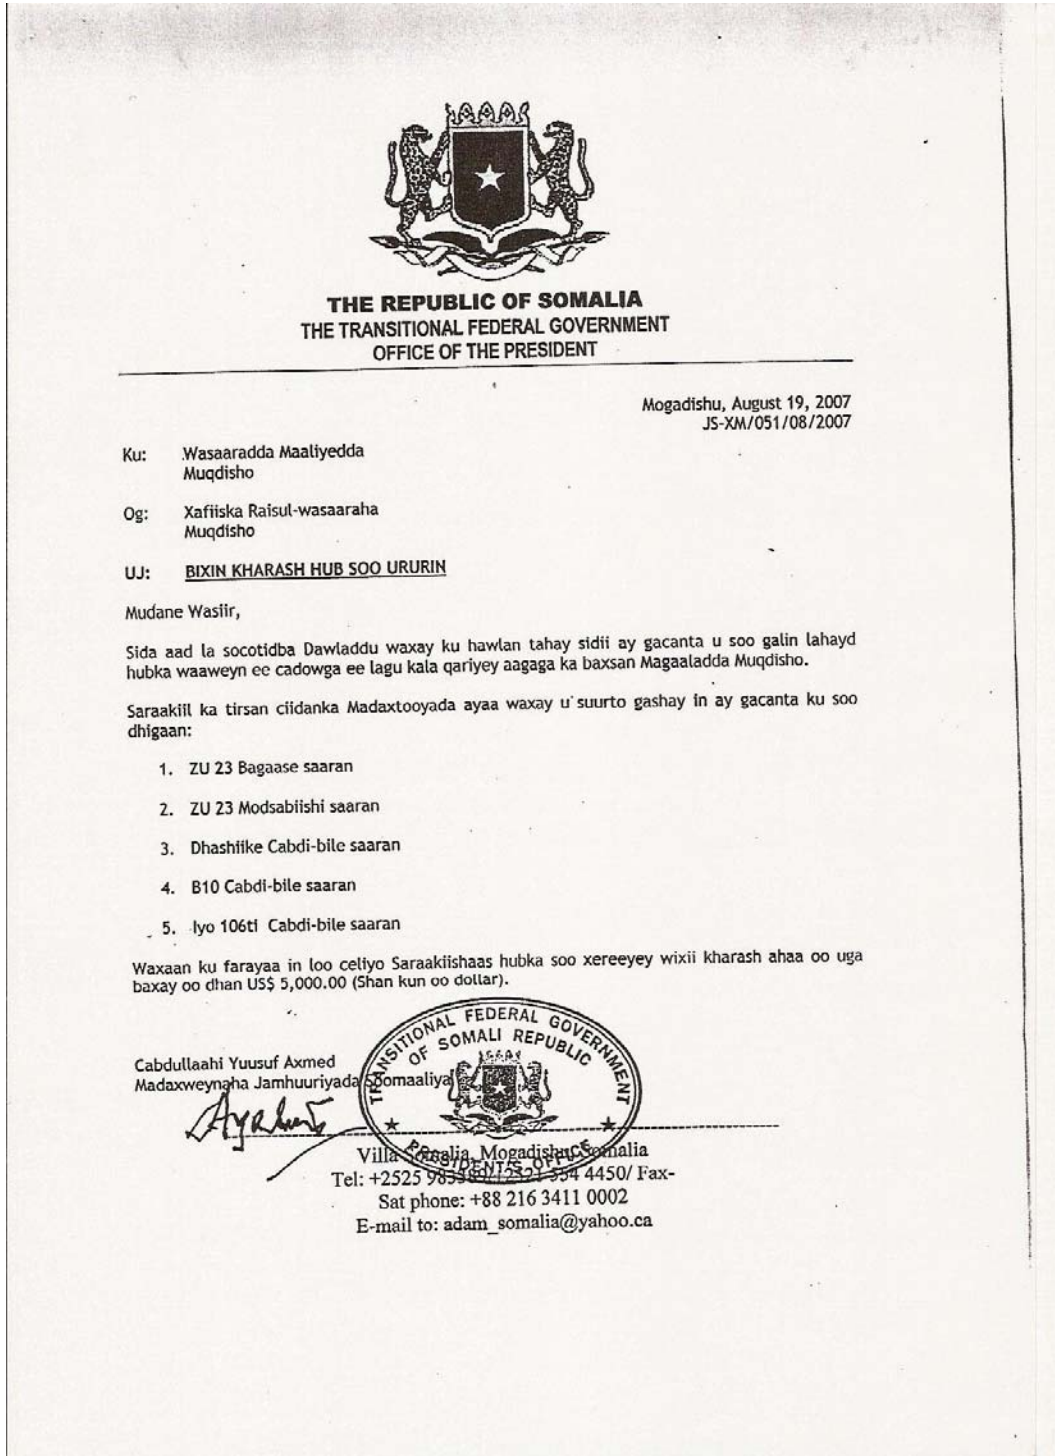 THE REPUBLIC OF SOMALIA
THE TRANSITIONAL FEDERAL GOVERNMENT
OFFICE OF THE PRESIDENT
Mogadishu, August 19, 2007
JS-XM/051/08/2007
Ku: Wasaaradda Maaliyedda
Muqdisho
Og: Xafiiska Raisul-wasaaraha
Muqdisho
UJ: BIXIN KHARASH HUB SOO URURIN
Mudane Wasiir,
Sida aad la socotidba Dawladdu waxay ku hawlan tahay sidii ay gacanta u soo galin lahayd
hubka waaweyn ee cadowga ee lagu kala qariyey aagaga ka baxsan Magaaladda Muqdisho.
Saraakiil ka tirsan ciidanka Madaxtooyada ayaa waxay u suurto gashay in ay gacanta ku soo
dhigaan:
1. ZU 23 Bagaase saaran
2. ZU 23 Modsabiishi saaran
3. Dhashiike Cabdi-bile saaran
4. B10 Cabdi-bile saaran
5. Iyo 106ti Cabdi-bile saaran
Waxaan ku farayaa in loo celiyo Saraakiishaas hubka soo xereeyey wixii kharash ahaa oo uga
baxay oo dhan US$ 5,000.00 (Shan kun oo dollar).
Cabdullaahi Yuusuf Axmed
Madaxweynaha Jamhuuriyada Soomaaliya
TRANSITIONAL FEDERAL GOVERNMENT
OF SOMALI REPUBLIC
PRESIDENT'S OFFICE
Villa Somalia, Mogadishu, Somalia
Tel: +2525 4450/ Fax-
Sat phone: +88 216 3411 0002
E-mail to: adam_somalia@yahoo.ca